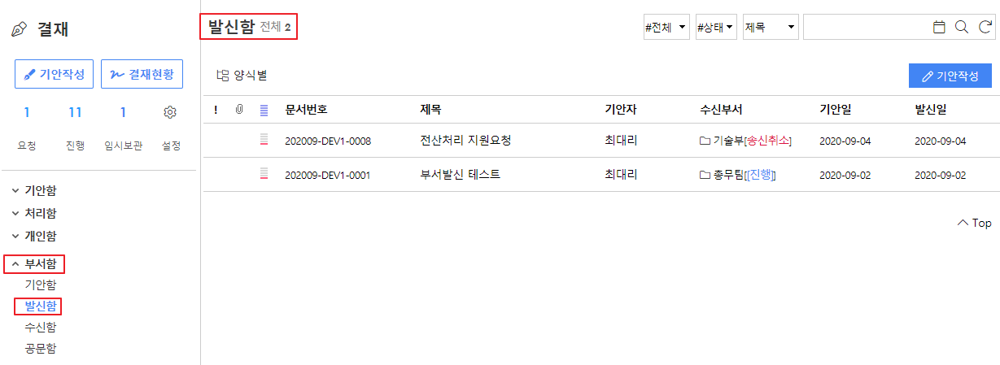 결재
기안작성 결재현황
1 11 1
요청 진행 임시보관 설정
기안함
처리함
개인함
부서함
기안함
발신함
수신함
공문함
발신함 전체 2
#전체 #상태 제목
양식별 기안작성
! 문서번호 제목 기안자 수신부서 기안일 발신일
202009-DEV1-0008 전산처리 지원요청 최대리 기술부[송신취소] 2020-09-04 2020-09-04
202009-DEV1-0001 부서발신 테스트 최대리 총무팀[[진행]] 2020-09-02 2020-09-02
Top